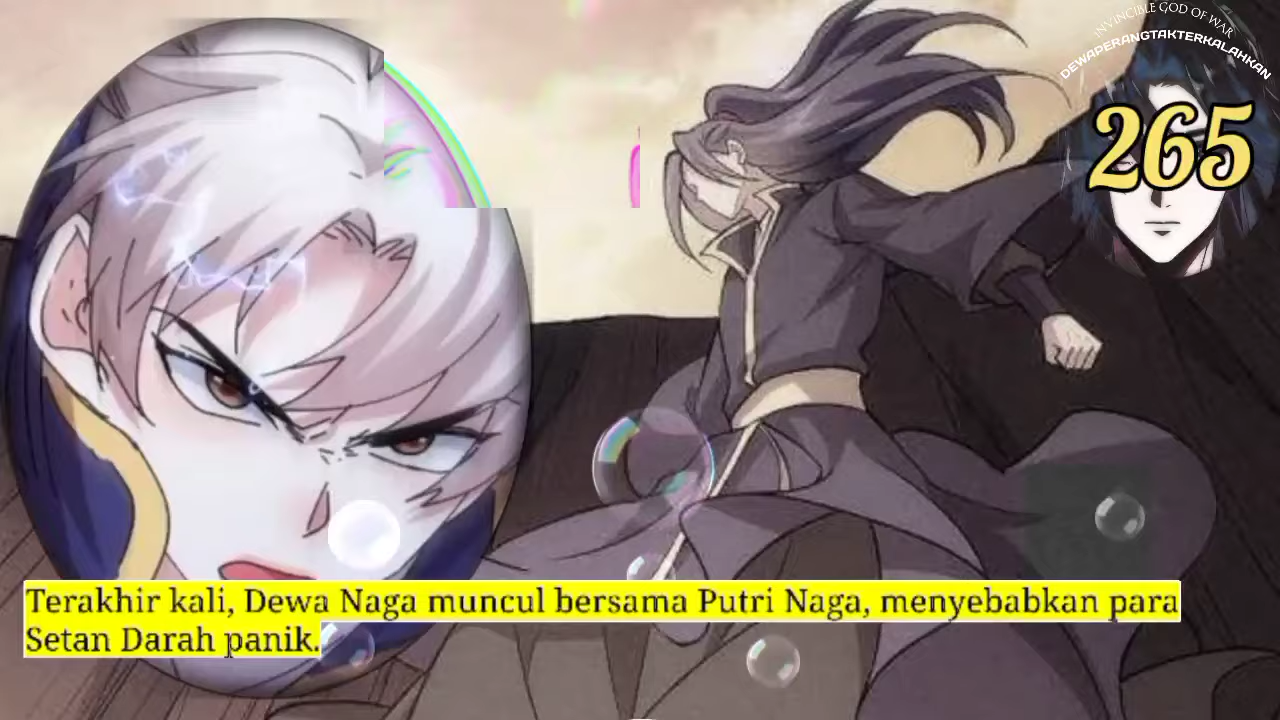 INVINCIBLE GOD OF WAR
DEWAPERANGTAKTERKALAHKAN
265
Terakhir kali, Dewa Naga muncul bersama Putri Naga, menyebabkan para
Setan Darah panik.